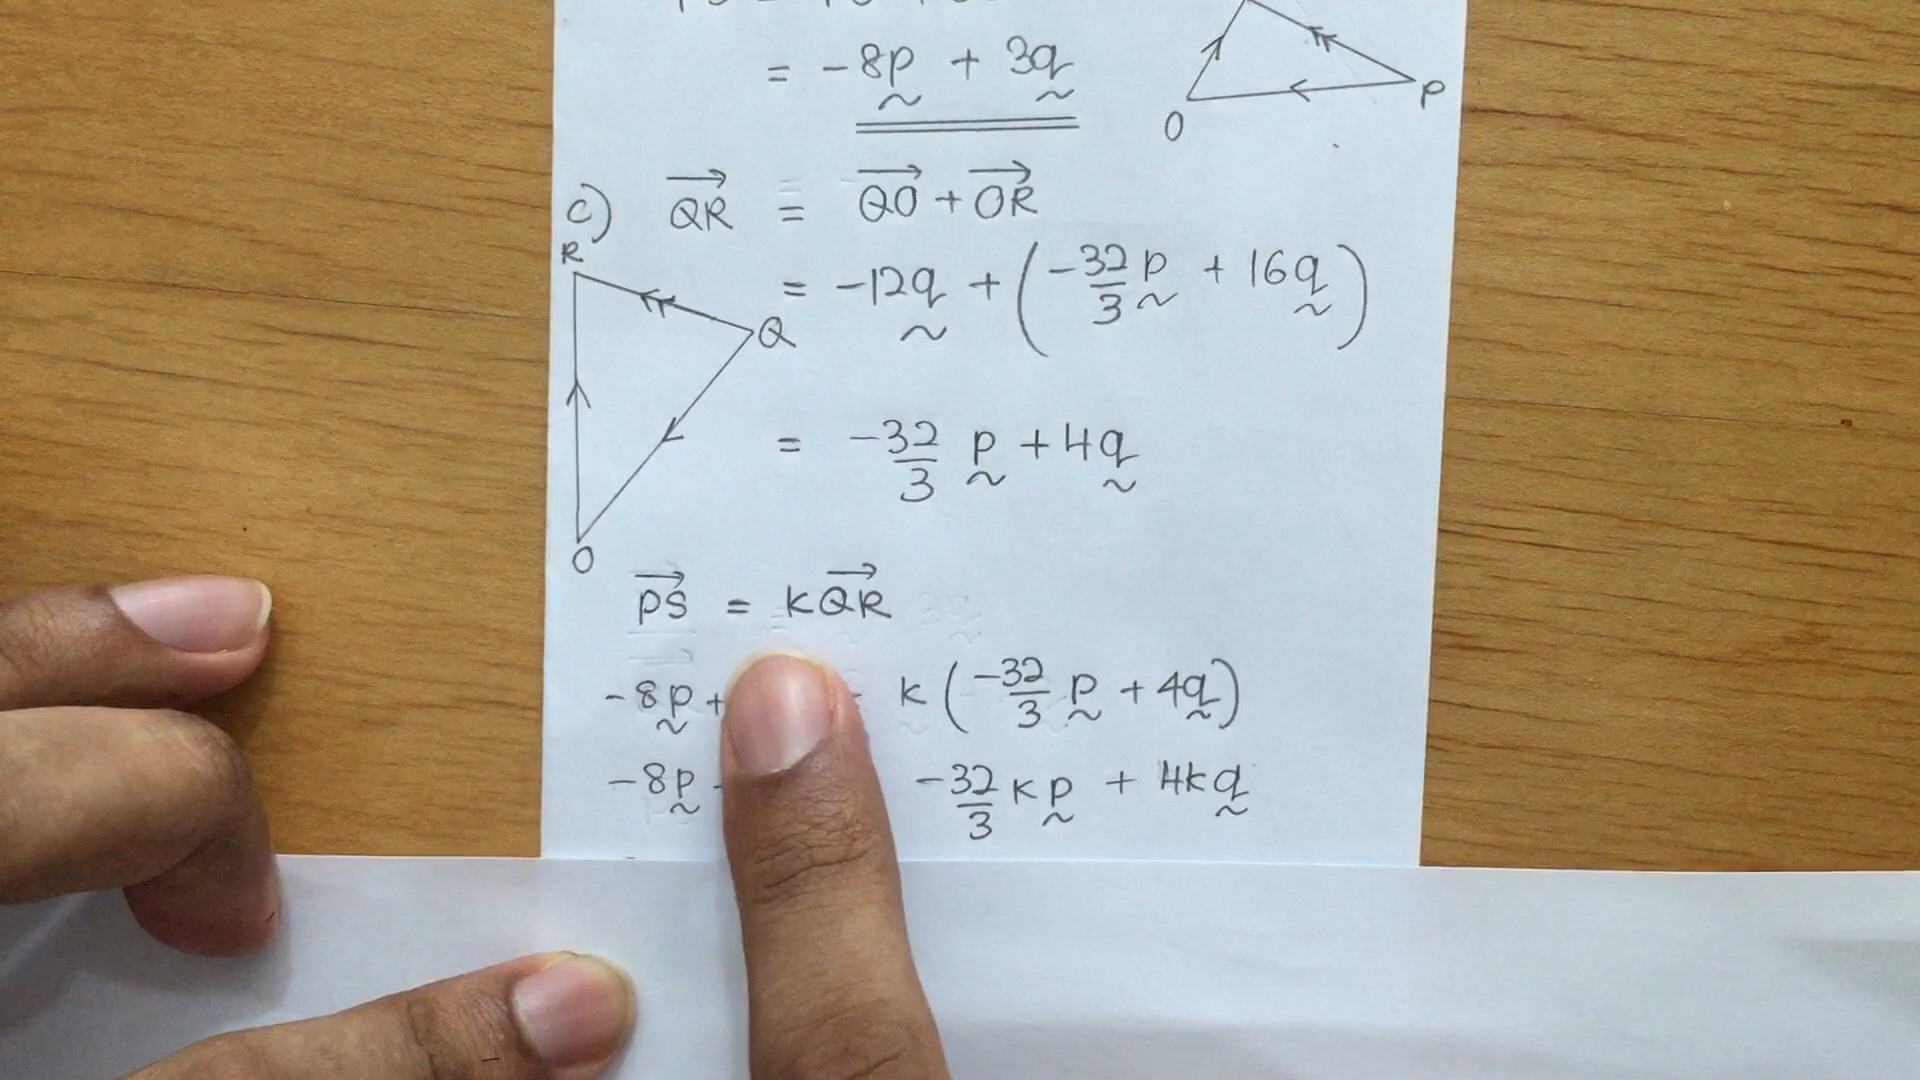 = -8p + 3q
P
O
c) QR = QO + OR
R
= -12q + (-32/3 p + 16q)
Q
= -32/3 p + 4q
O
PS = kQR
-8p + k(-32/3 p + 4q)
-8p -32/3 kp + 4kq